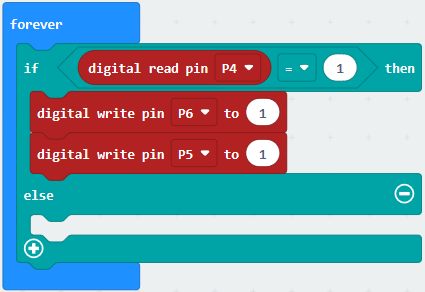 forever
if digital read pin P4 = 1 then
digital write pin P6 to 1
digital write pin P5 to 1
else